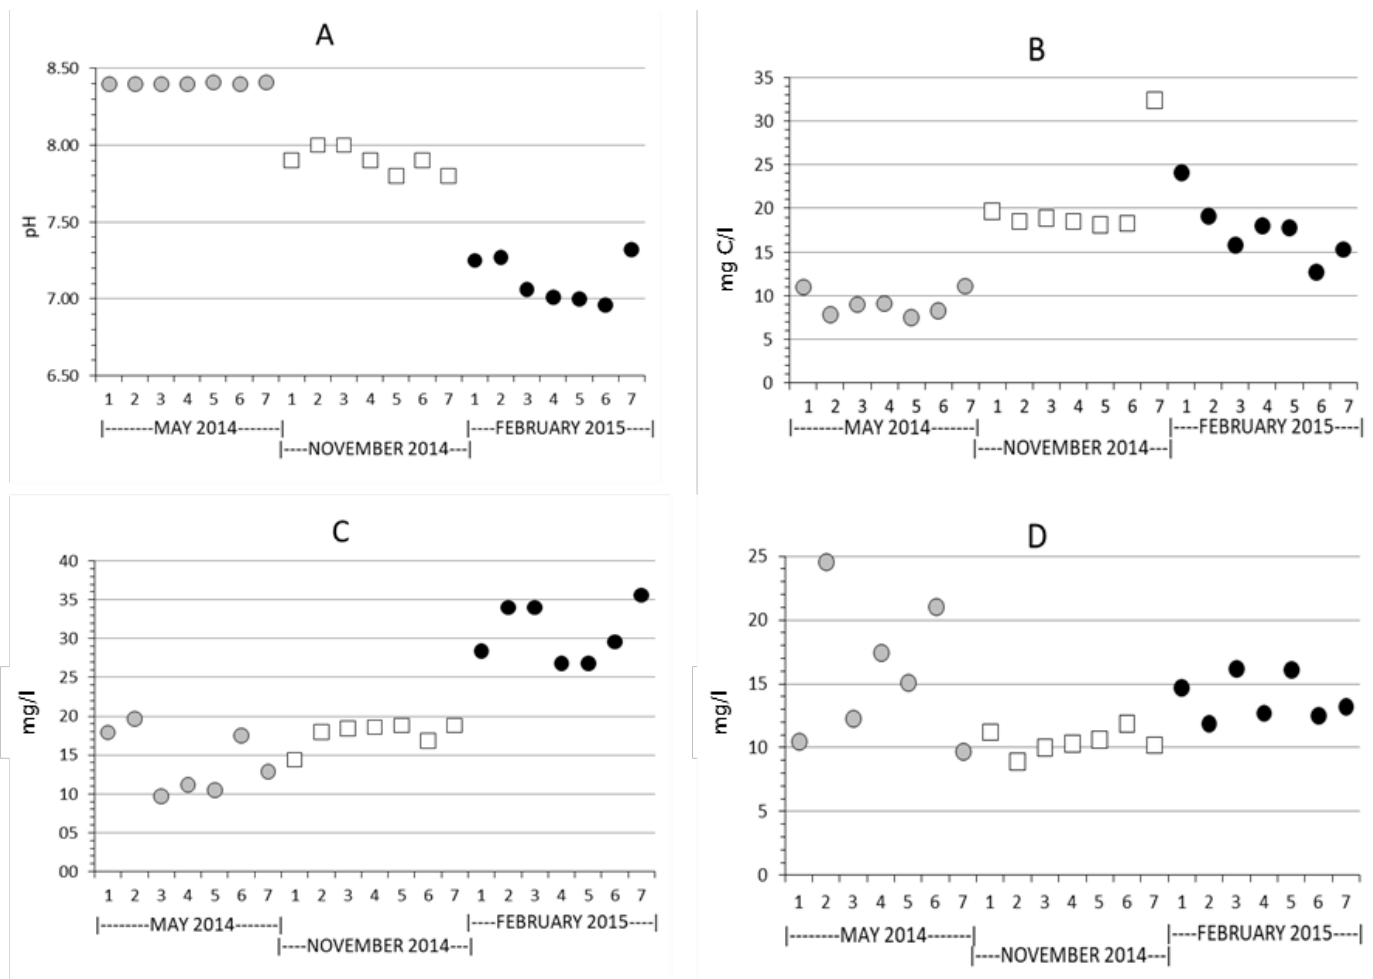 A
8.50
8.00
7.50
7.00
6.50
pH
1 2 3 4 5 6 7 1 2 3 4 5 6 7 1 2 3 4 5 6 7
|--------MAY 2014--------| |----FEBRUARY 2015----|
|----NOVEMBER 2014---|
B
35
30
25
20
15
10
5
0
mg C/l
1 2 3 4 5 6 7 1 2 3 4 5 6 7 1 2 3 4 5 6 7
|--------MAY 2014--------| |----FEBRUARY 2015----|
|----NOVEMBER 2014---|
C
40
35
30
25
20
15
10
05
00
mg/l
1 2 3 4 5 6 7 1 2 3 4 5 6 7 1 2 3 4 5 6 7
|--------MAY 2014--------| |----FEBRUARY 2015----|
|----NOVEMBER 2014---|
D
25
20
15
10
5
0
mg/l
1 2 3 4 5 6 7 1 2 3 4 5 6 7 1 2 3 4 5 6 7
|--------MAY 2014--------| |----FEBRUARY 2015----|
|----NOVEMBER 2014---|